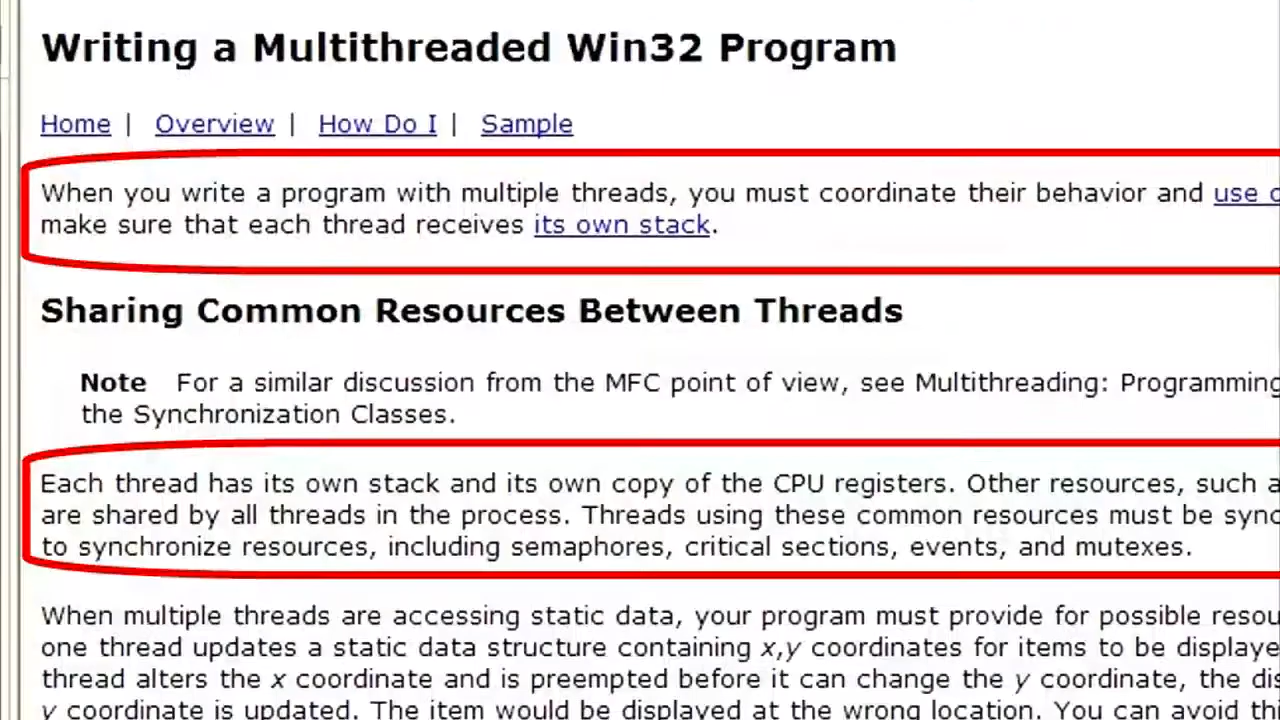 Writing a Multithreaded Win32 Program
Home | Overview | How Do I | Sample
When you write a program with multiple threads, you must coordinate their behavior and use
make sure that each thread receives its own stack.
Sharing Common Resources Between Threads
Note For a similar discussion from the MFC point of view, see Multithreading: Programming
the Synchronization Classes.
Each thread has its own stack and its own copy of the CPU registers. Other resources, such
are shared by all threads in the process. Threads using these common resources must be
to synchronize resources, including semaphores, critical sections, events, and mutexes.
When multiple threads are accessing static data, your program must provide for possible
one thread updates a static data structure containing x,y coordinates for items to be
thread alters the x coordinate and is preempted before it can change the y coordinate, the
y coordinate is updated. The item would be displayed at the wrong location. You can avoid